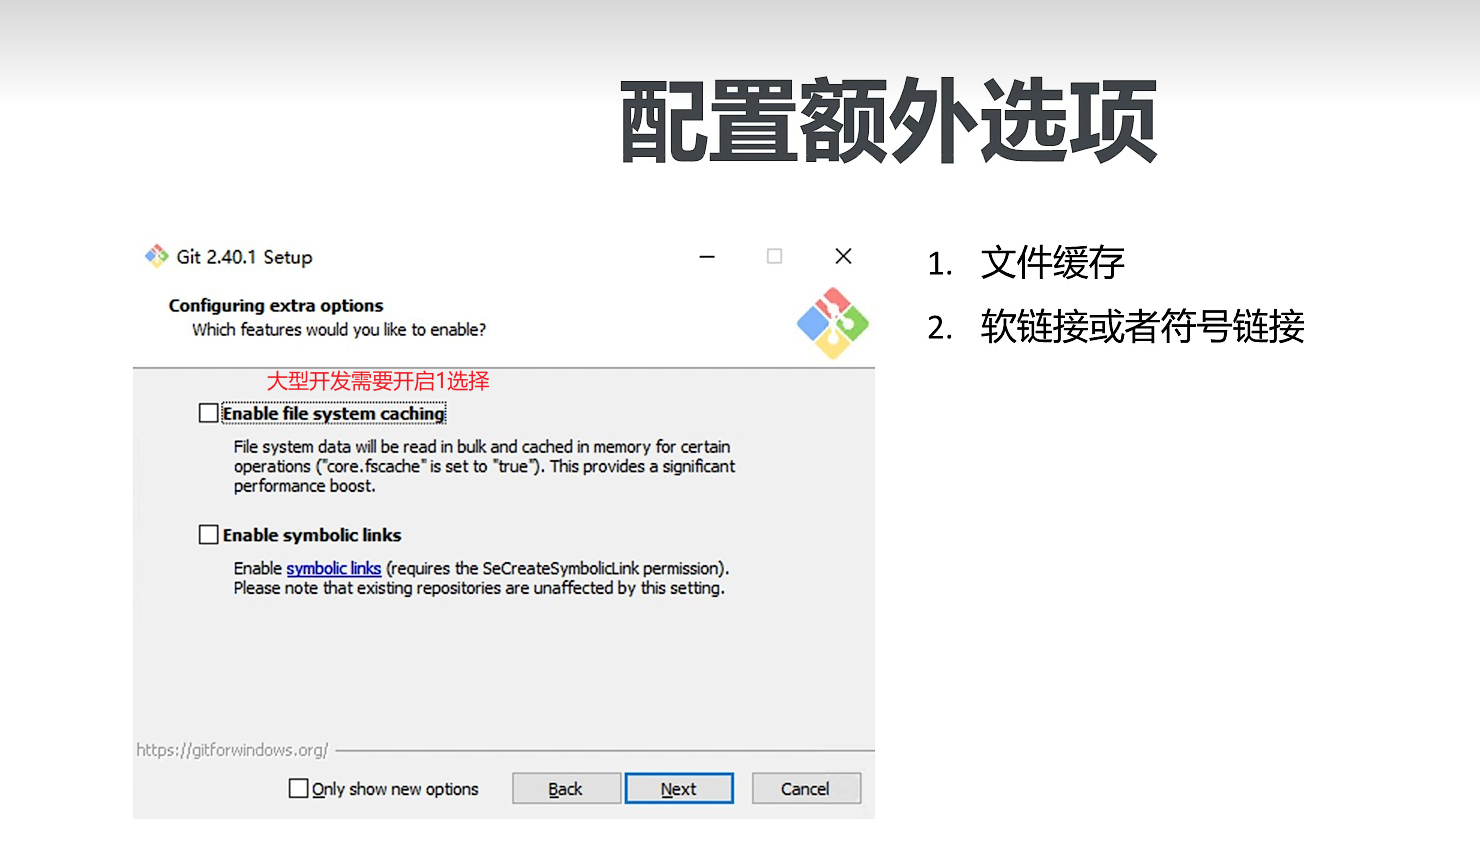 配置额外选项
Git 2.40.1 Setup
Configuring extra options
Which features would you like to enable?
大型开发需要开启1选择
Enable file system caching
File system data will be read in bulk and cached in memory for certain
operations ("core.fscache" is set to "true"). This provides a significant
performance boost.
Enable symbolic links
Enable symbolic links (requires the SeCreateSymbolicLink permission).
Please note that existing repositories are unaffected by this setting.
https://gitforwindows.org/
Only show new options
Back
Next
Cancel
1. 文件缓存
2. 软链接或者符号链接